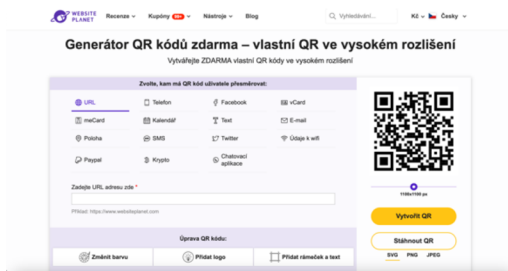 WEBSITE
PLANET
Recenze
Kupóny
Nástroje
Blog
Vyhledávání...
Kč
Česky
Generátor QR kódů zdarma – vlastní QR ve vysokém rozlišení
Vytvářejte ZDARMA vlastní QR kódy ve vysokém rozlišení
Zvolte, kam má QR kód uživatele přesměrovat:
URL
Telefon
Facebook
vCard
meCard
Kalendář
Text
E-mail
Poloha
SMS
Twitter
Údaje k wifi
Paypal
Krypto
Chatovací
aplikace
Zadejte URL adresu zde *
Příklad: https://www.websiteplanet.com
Úprava QR kódu:
Změnit barvu
Přidat logo
Přidat rámeček a text
1100x1100 px
Vytvořit QR
Stáhnout QR
SVG PNG JPEG